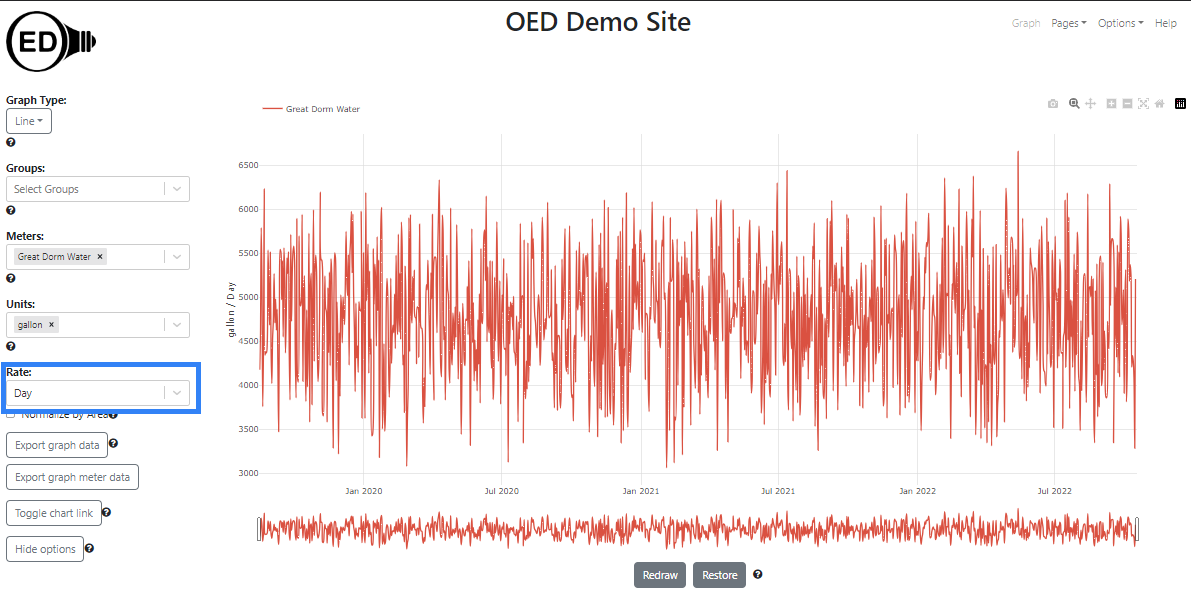 ED
OED Demo Site
Graph Pages Options Help
Graph Type:
Line
Groups:
Select Groups
Meters:
Great Dorm Water ×
Units:
gallon ×
Rate:
Day
Normalize by Area
Export graph data
Export graph meter data
Toggle chart link
Hide options
Great Dorm Water
gallon / Day
6500
6000
5500
5000
4500
4000
3500
3000
Jan 2020 Jul 2020 Jan 2021 Jul 2021 Jan 2022 Jul 2022
Redraw Restore